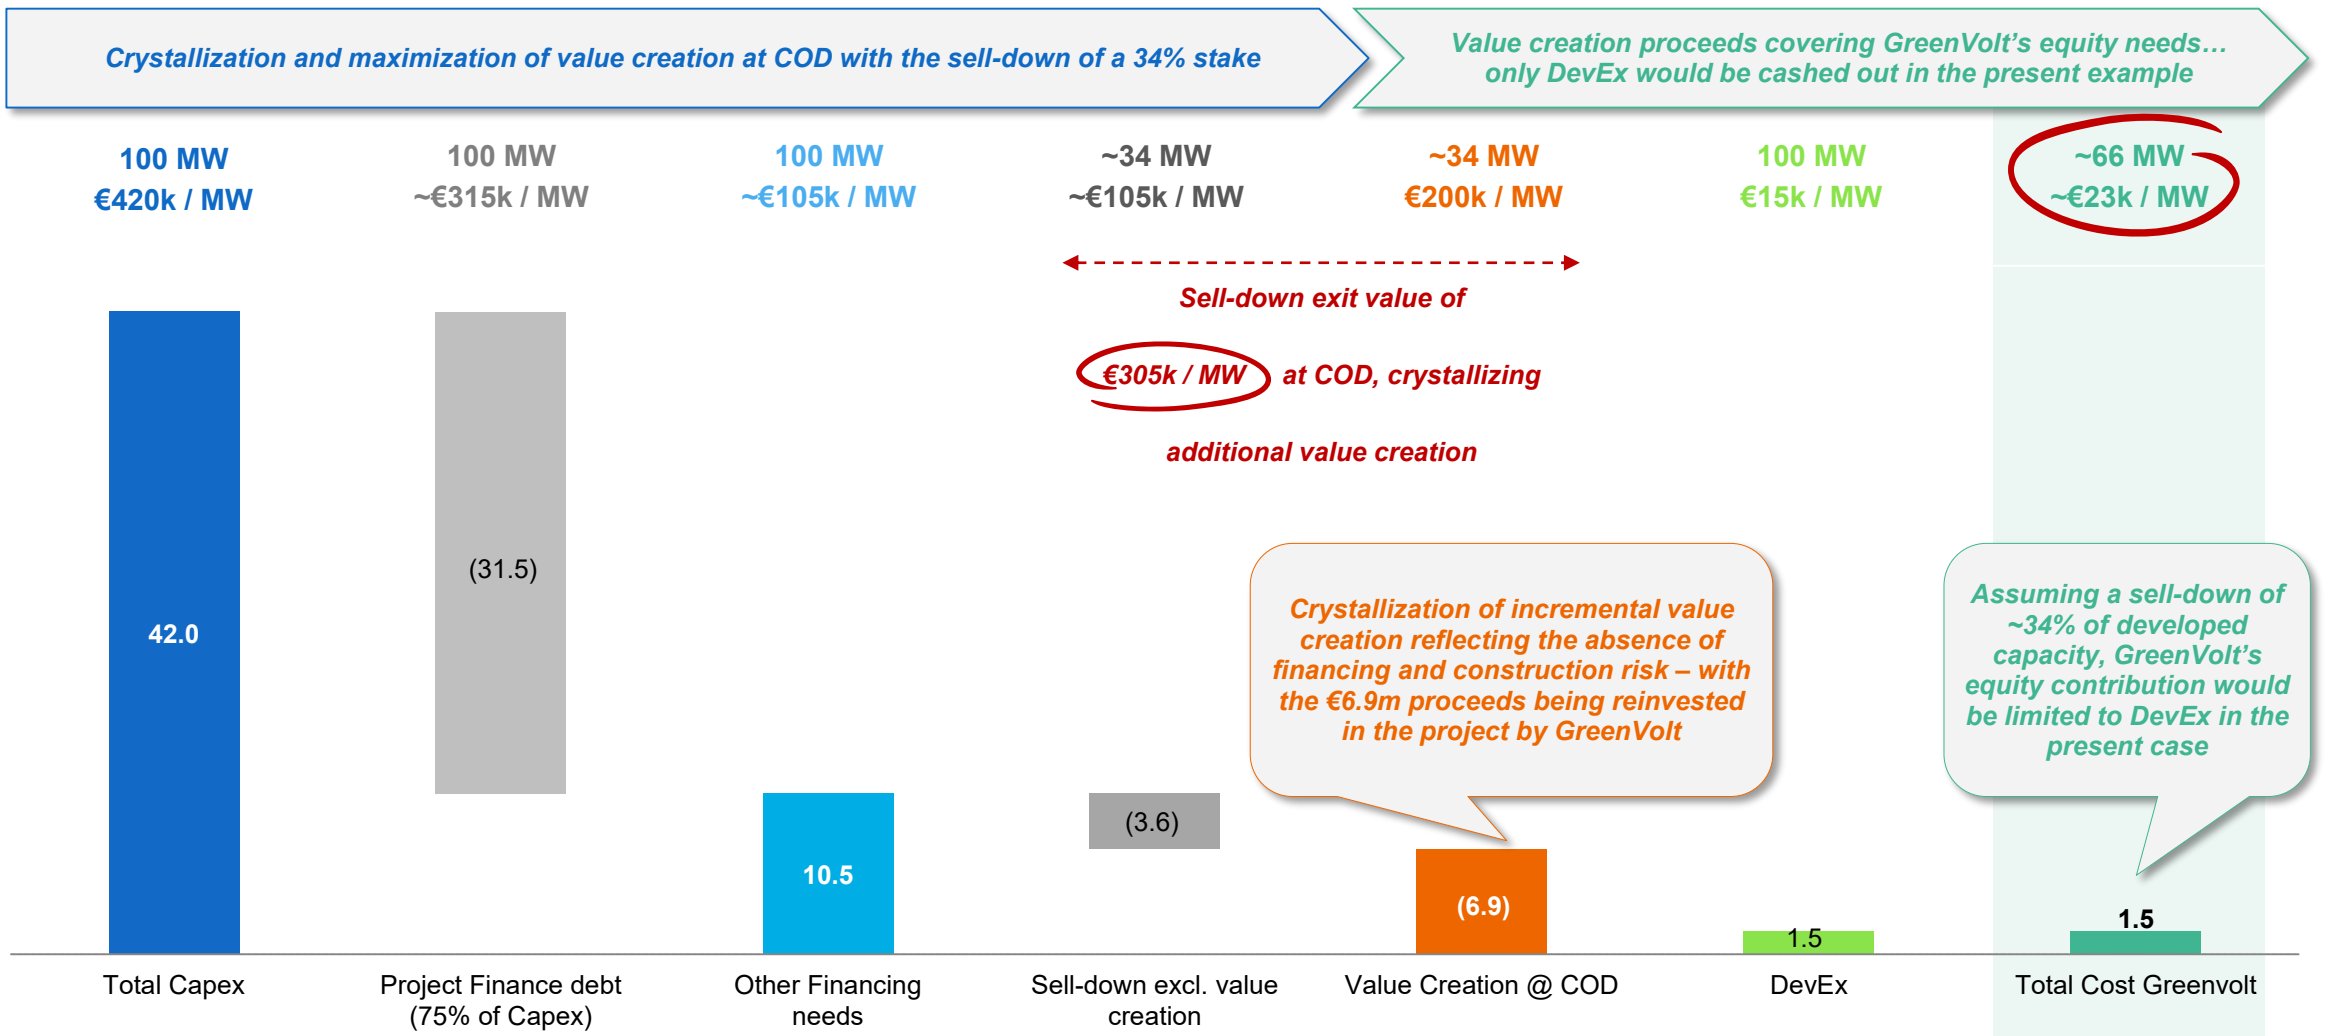 Crystallization and maximization of value creation at COD with the sell-down of a 34% stake
Value creation proceeds covering GreenVolt’s equity needs…
only DevEx would be cashed out in the present example
100 MW
€420k / MW
100 MW
~€315k / MW
100 MW
~€105k / MW
~34 MW
~€105k / MW
~34 MW
€200k / MW
100 MW
€15k / MW
~66 MW
~€23k / MW
Sell-down exit value of
€305k / MW at COD, crystallizing
additional value creation
42.0
(31.5)
10.5
(3.6)
(6.9)
1.5
1.5
Crystallization of incremental value
creation reflecting the absence of
financing and construction risk – with
the €6.9m proceeds being reinvested
in the project by GreenVolt
Assuming a sell-down of
~34% of developed
capacity, GreenVolt’s
equity contribution would
be limited to DevEx in the
present case
Total Capex
Project Finance debt
(75% of Capex)
Other Financing
needs
Sell-down excl. value
creation
Value Creation @ COD
DevEx
Total Cost Greenvolt